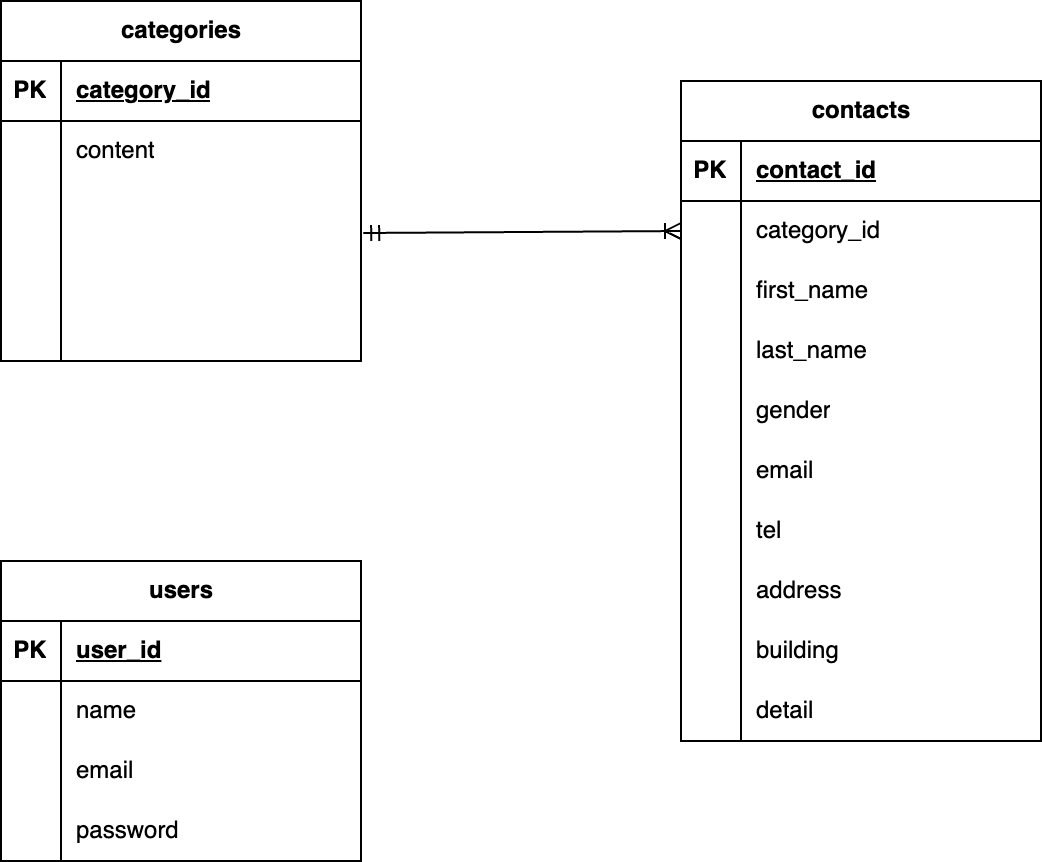 categories
PK category_id
content
contacts
PK contact_id
category_id
first_name
last_name
gender
email
tel
address
building
detail
users
PK user_id
name
email
password